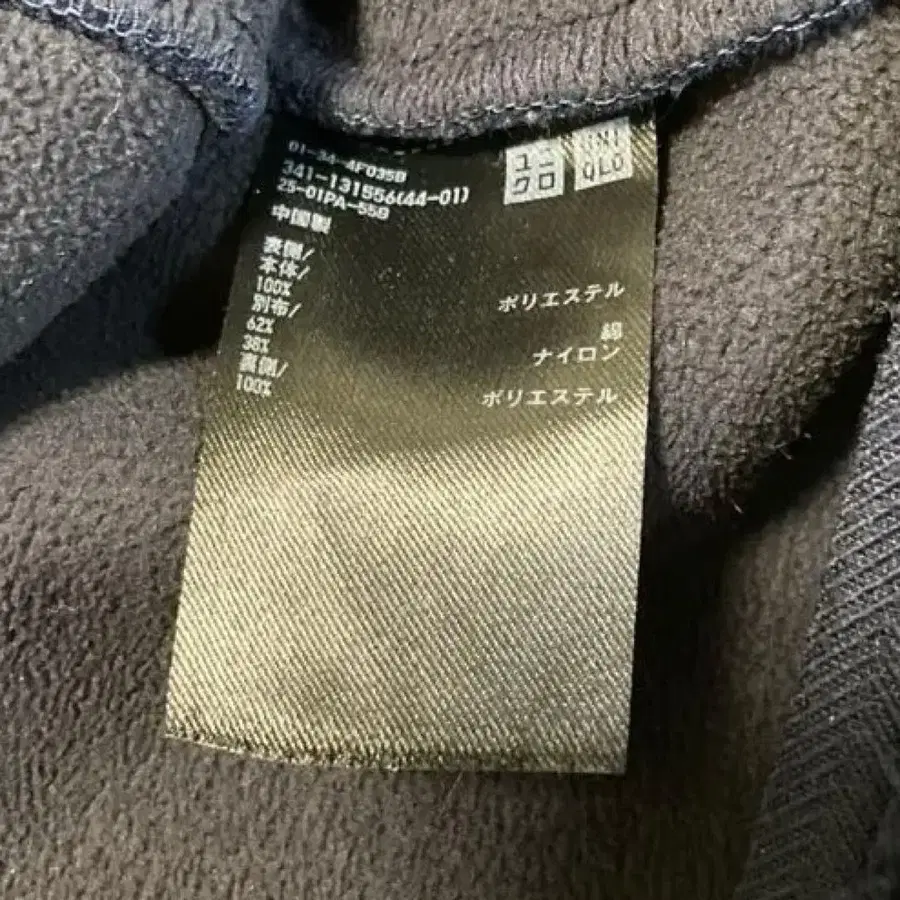 01-34-4F035B
341-131556(44-01)
25-01PA-55B
中国製
ユニ
クロ
UNI
QLO
表側/
本体/
100% ポリエステル
別布/
62% 綿
38% ナイロン
裏側/
100% ポリエステル